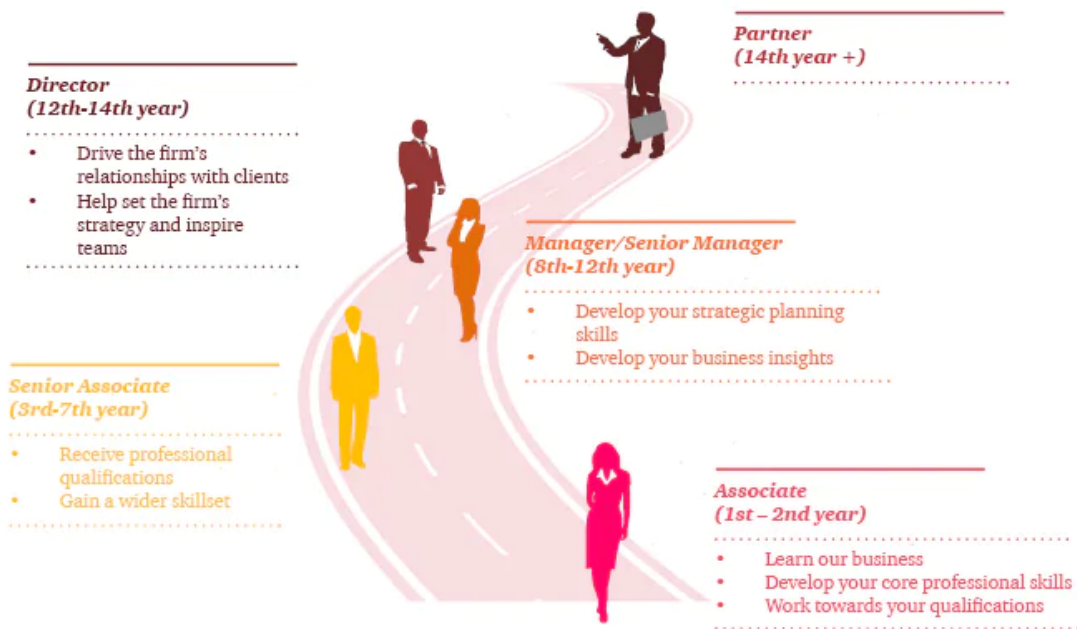 Partner
(14th year +)
Director
(12th-14th year)
• Drive the firm's
relationships with clients
• Help set the firm's
strategy and inspire
teams
Manager/Senior Manager
(8th-12th year)
• Develop your strategic planning
skills
• Develop your business insights
Senior Associate
(3rd-7th year)
• Receive professional
qualifications
• Gain a wider skillset
Associate
(1st – 2nd year)
• Learn our business
• Develop your core professional skills
• Work towards your qualifications